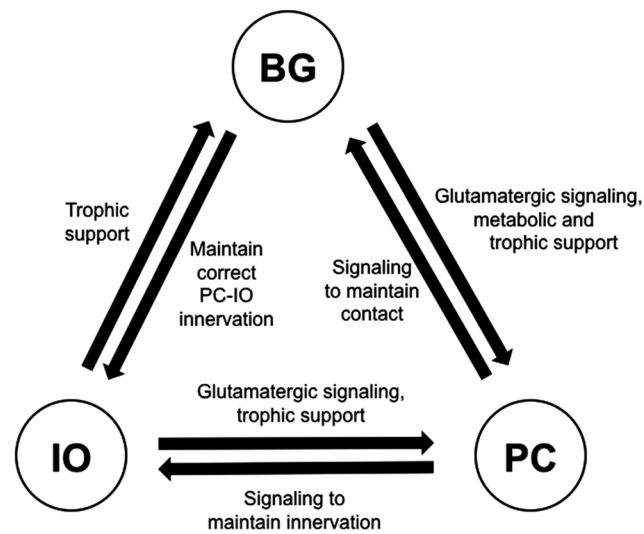 BG
Trophic
support
Maintain
correct
PC-IO
innervation
Signaling
to maintain
contact
Glutamatergic signaling,
metabolic and
trophic support
IO
Glutamatergic signaling,
trophic support
Signaling to
maintain innervation
PC